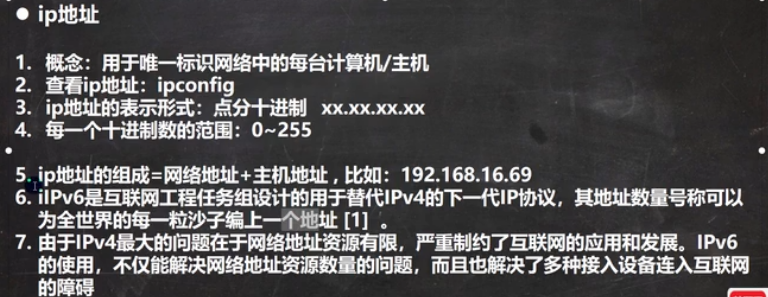 ● ip地址
1. 概念：用于唯一标识网络中的每台计算机/主机
2. 查看ip地址：ipconfig
3. ip地址的表示形式：点分十进制 xx.xx.xx.xx
4. 每一个十进制数的范围：0~255
5. ip地址的组成=网络地址+主机地址，比如：192.168.16.69
6. iIPv6是互联网工程任务组设计的用于替代IPv4的下一代IP协议，其地址数量号称可以
为全世界的每一粒沙子编上一个地址 [1] 。
7. 由于IPv4最大的问题在于网络地址资源有限，严重制约了互联网的应用和发展。IPv6
的使用，不仅能解决网络地址资源数量的问题，而且也解决了多种接入设备连入互联网
的障碍